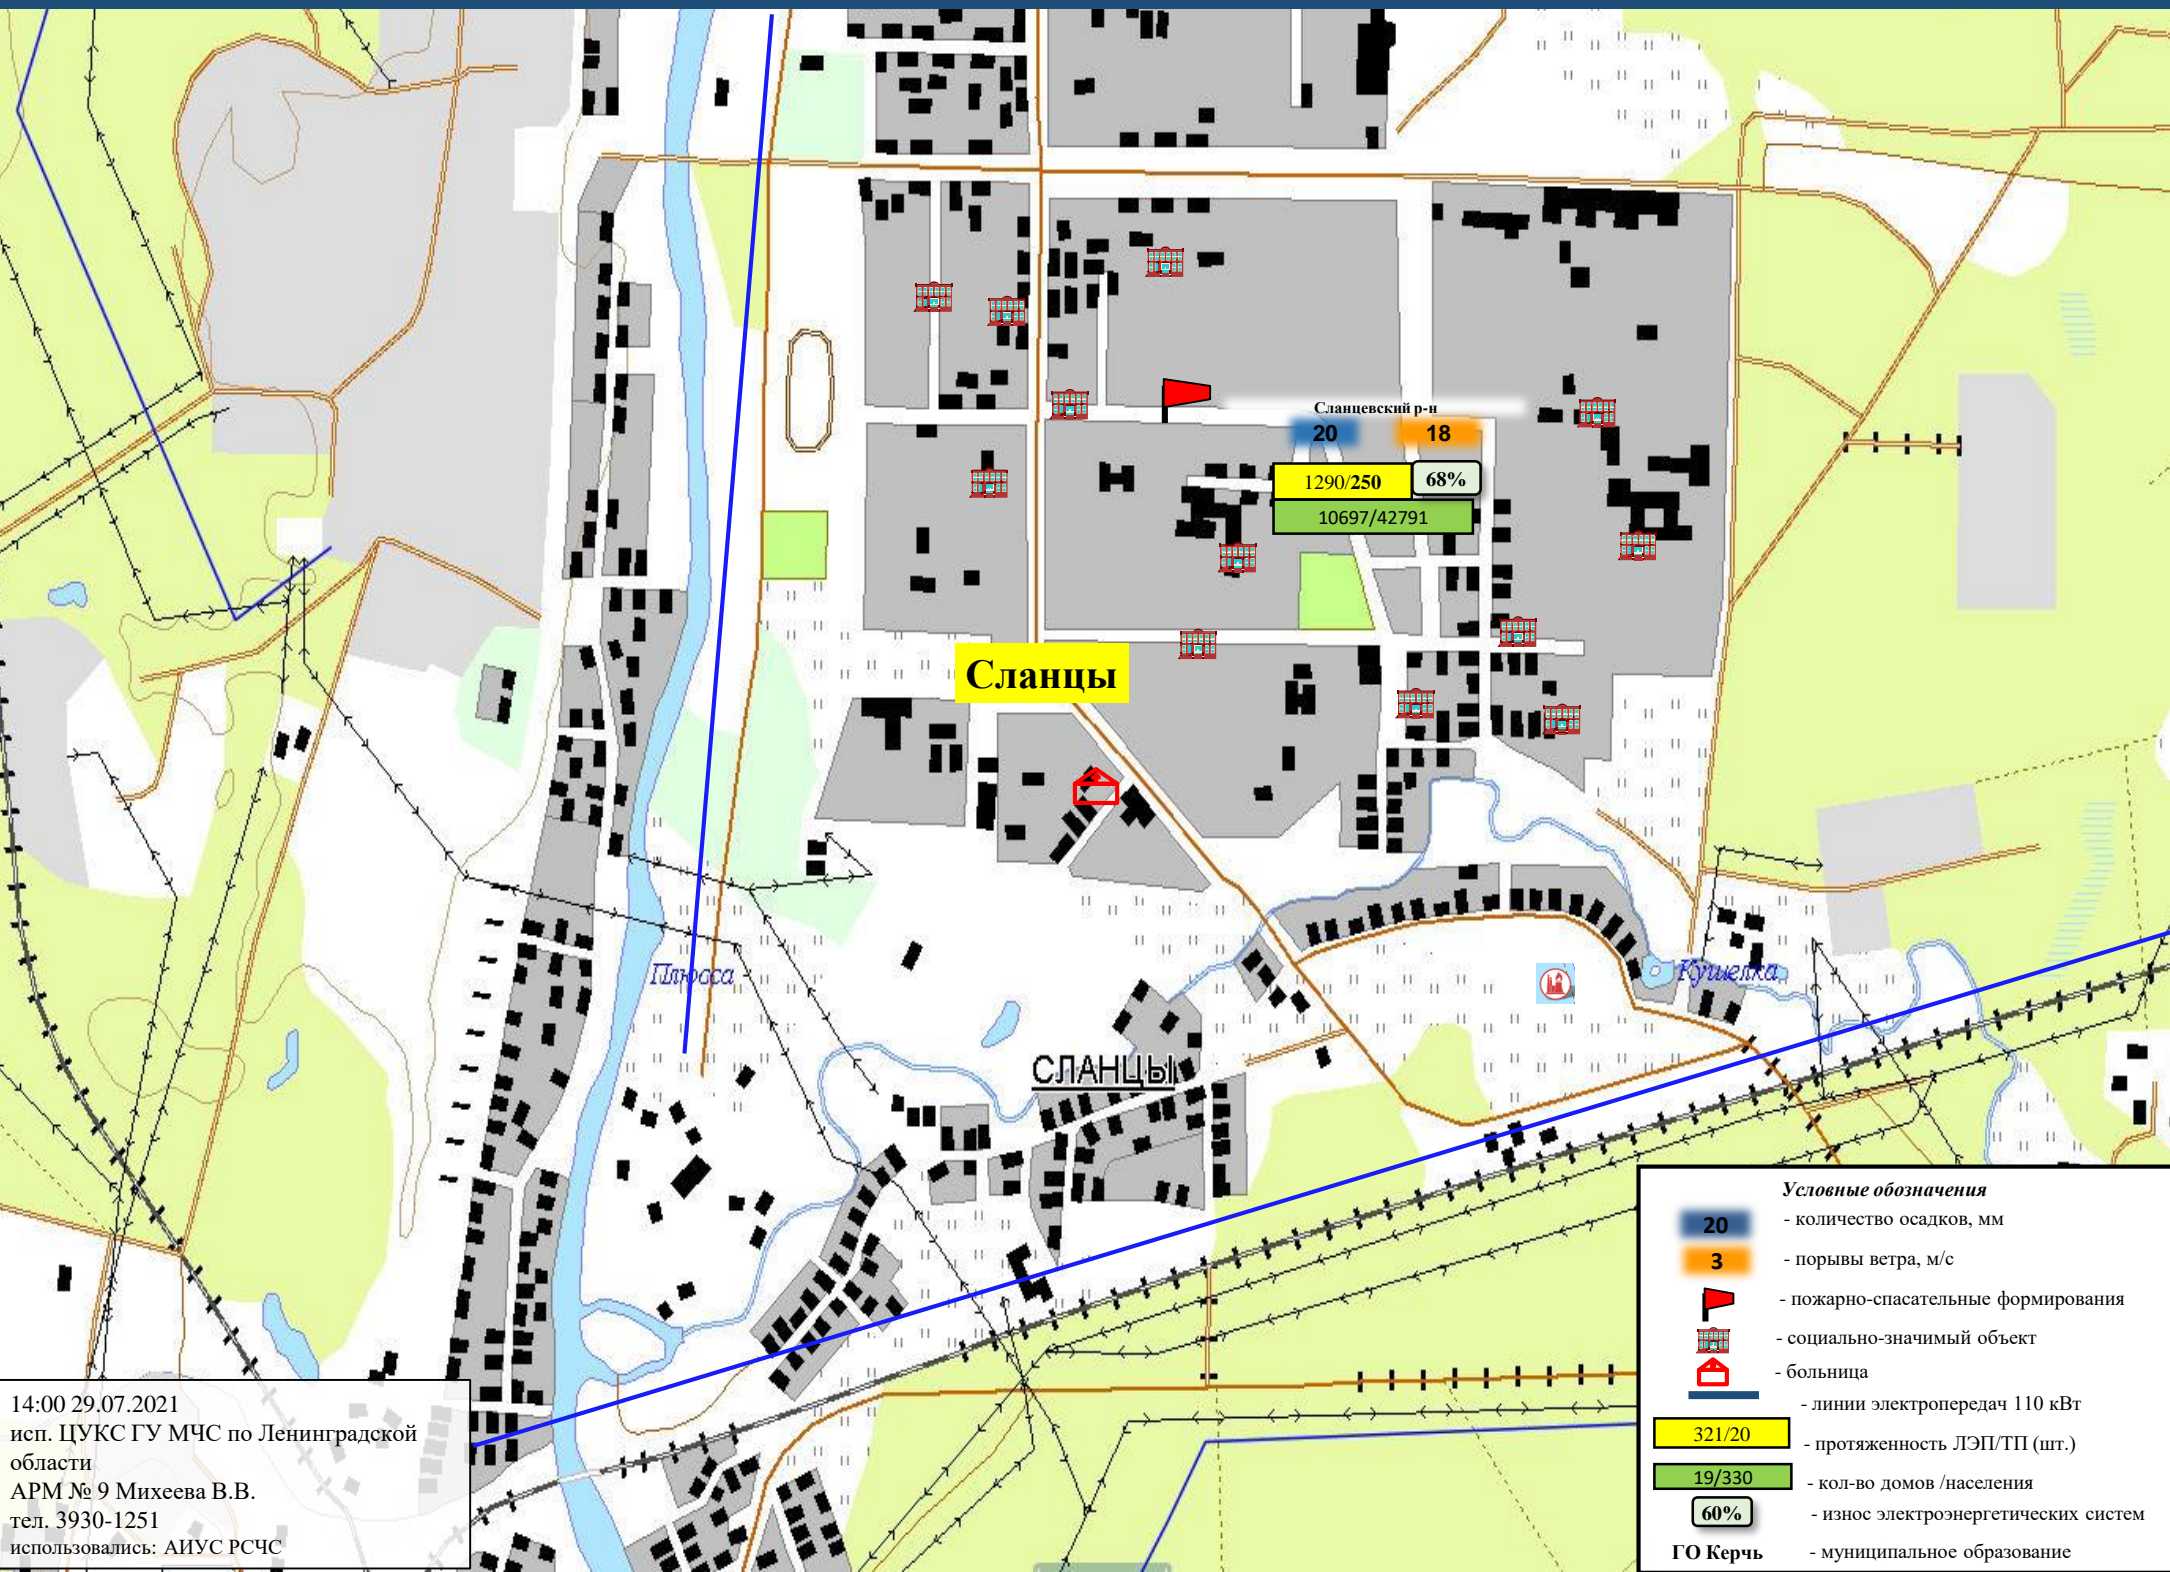 Сланцевский р-н
20
18
1290/250
68%
10697/42791
Сланцы
Плюсса
Кушелка
СЛАНЦЫ
Условные обозначения
20
- количество осадков, мм
3
- порывы ветра, м/с
- пожарно-спасательные формирования
- социально-значимый объект
- больница
- линии электропередач 110 кВт
321/20
- протяженность ЛЭП/ТП (шт.)
19/330
- кол-во домов /населения
60%
- износ электроэнергетических систем
ГО Керчь
- муниципальное образование
14:00 29.07.2021
исп. ЦУКС ГУ МЧС по Ленинградской
области
АРМ № 9 Михеева В.В.
тел. 3930-1251
использовались: АИУС РСЧС